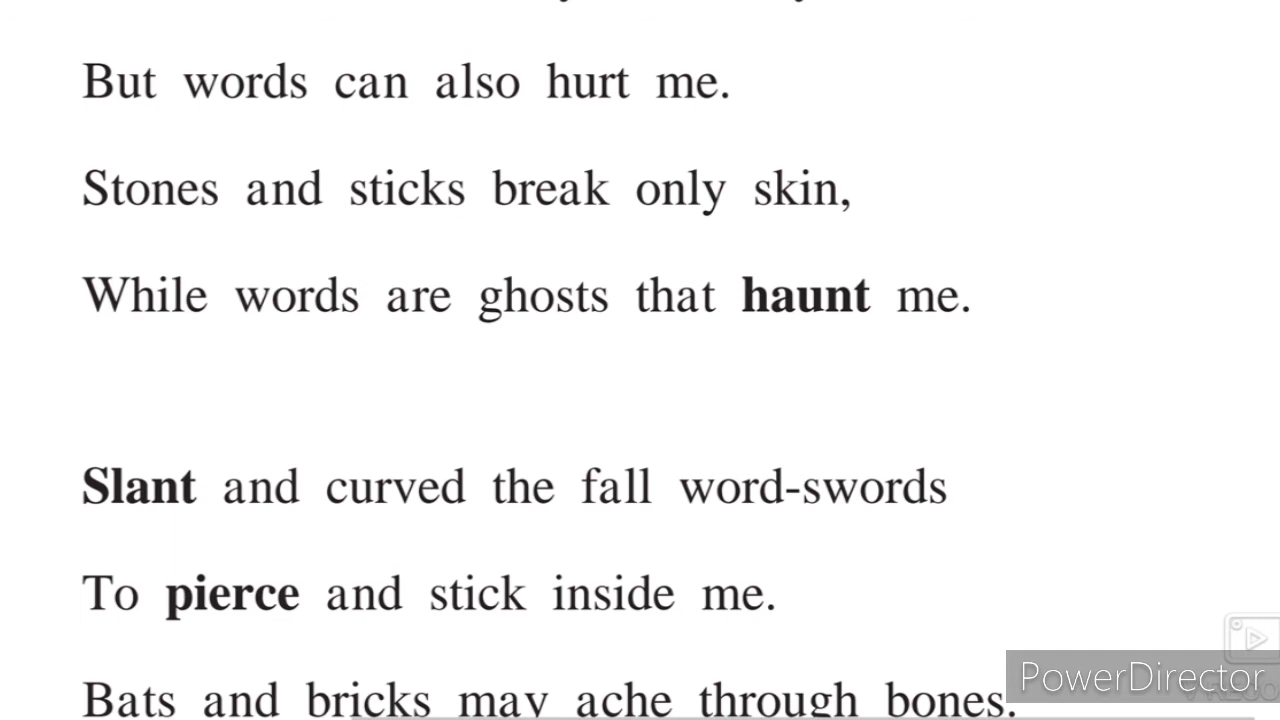 But words can also hurt me.
Stones and sticks break only skin,
While words are ghosts that haunt me.
Slant and curved the fall word-swords
To pierce and stick inside me.
Bats and bricks may ache through bones.
PowerDirector